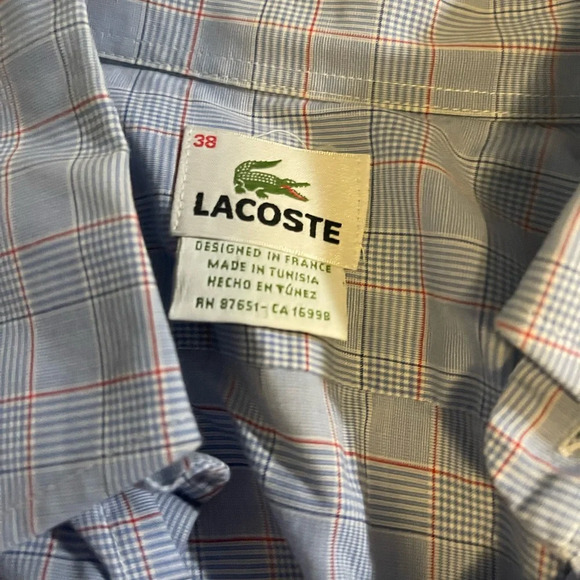 38
LACOSTE
DESIGNED IN FRANCE
MADE IN TUNISIA
HECHO EN TÚNEZ
RN 87651-CA 16998